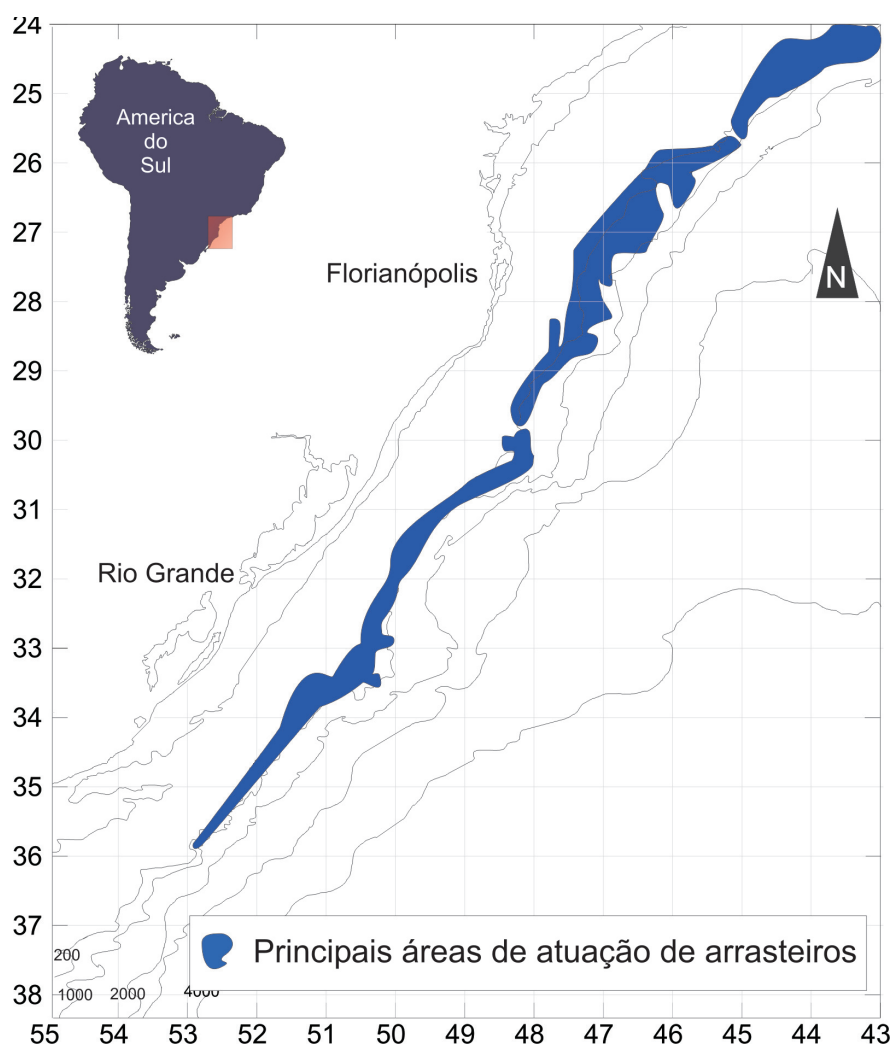 24
25
26
27
28
29
30
31
32
33
34
35
36
37
38
America
do
Sul
Florianópolis
N
Rio Grande
Principais áreas de atuação de arrasteiros
200
1000 2000 4000
55 54 53 52 51 50 49 48 47 46 45 44 43